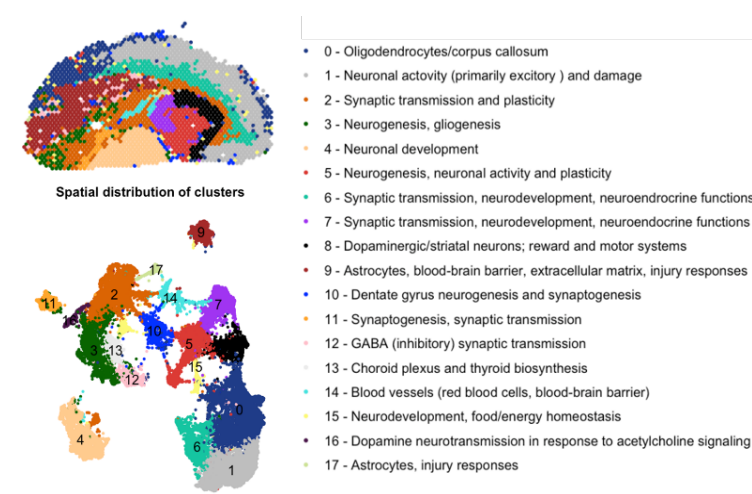 0 - Oligodendrocytes/corpus callosum
1 - Neuronal actovity (primarily excitory ) and damage
2 - Synaptic transmission and plasticity
3 - Neurogenesis, gliogenesis
4 - Neuronal development
5 - Neurogenesis, neuronal activity and plasticity
6 - Synaptic transmission, neurodevelopment, neuroendrocrine functions
7 - Synaptic transmission, neurodevelopment, neuroendocrine functions
8 - Dopaminergic/striatal neurons; reward and motor systems
9 - Astrocytes, blood-brain barrier, extracellular matrix, injury responses
10 - Dentate gyrus neurogenesis and synaptogenesis
11 - Synaptogenesis, synaptic transmission
12 - GABA (inhibitory) synaptic transmission
13 - Choroid plexus and thyroid biosynthesis
14 - Blood vessels (red blood cells, blood-brain barrier)
15 - Neurodevelopment, food/energy homeostasis
16 - Dopamine neurotransmission in response to acetylcholine signaling
17 - Astrocytes, injury responses
Spatial distribution of clusters
9
17
2
14
7
11
10
3
13
5
15
12
0
4
6
1